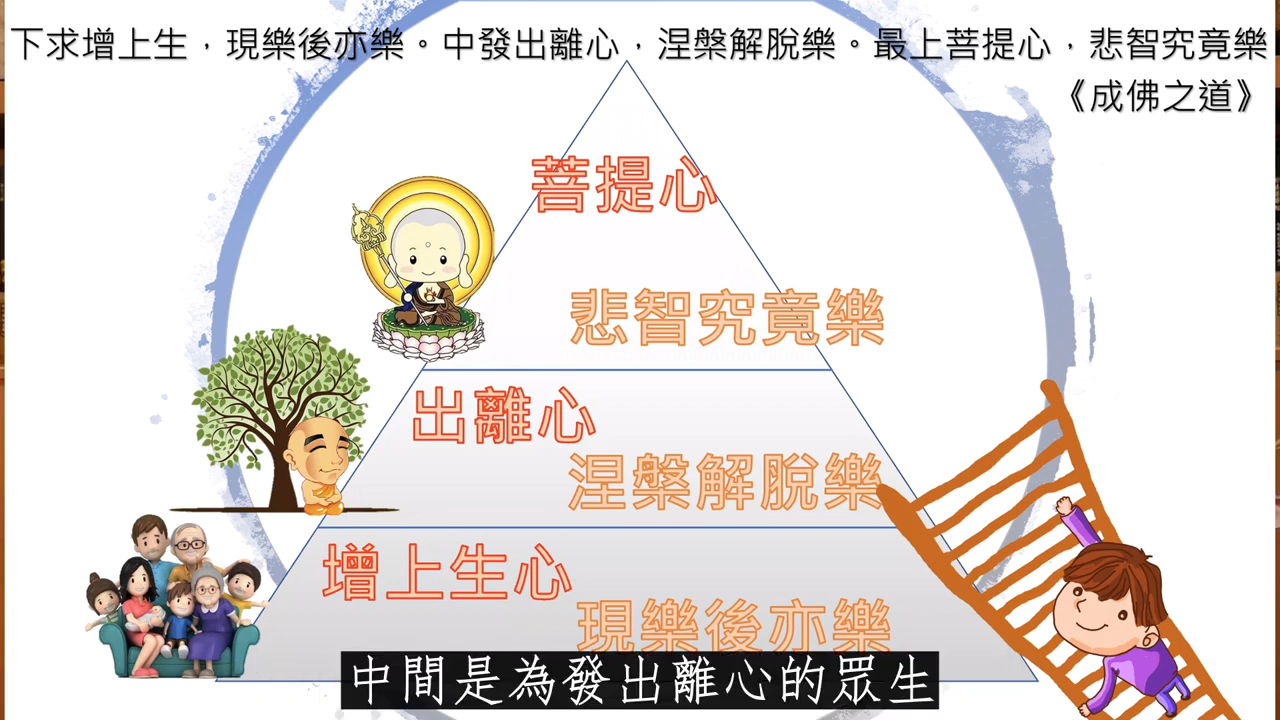 下求增上生，現樂後亦樂。中發出離心，涅槃解脫樂。最上菩提心，悲智究竟樂
《成佛之道》
菩提心
悲智究竟樂
出離心
涅槃解脫樂
增上生心
現樂後亦樂
中間是為發出離心的眾生